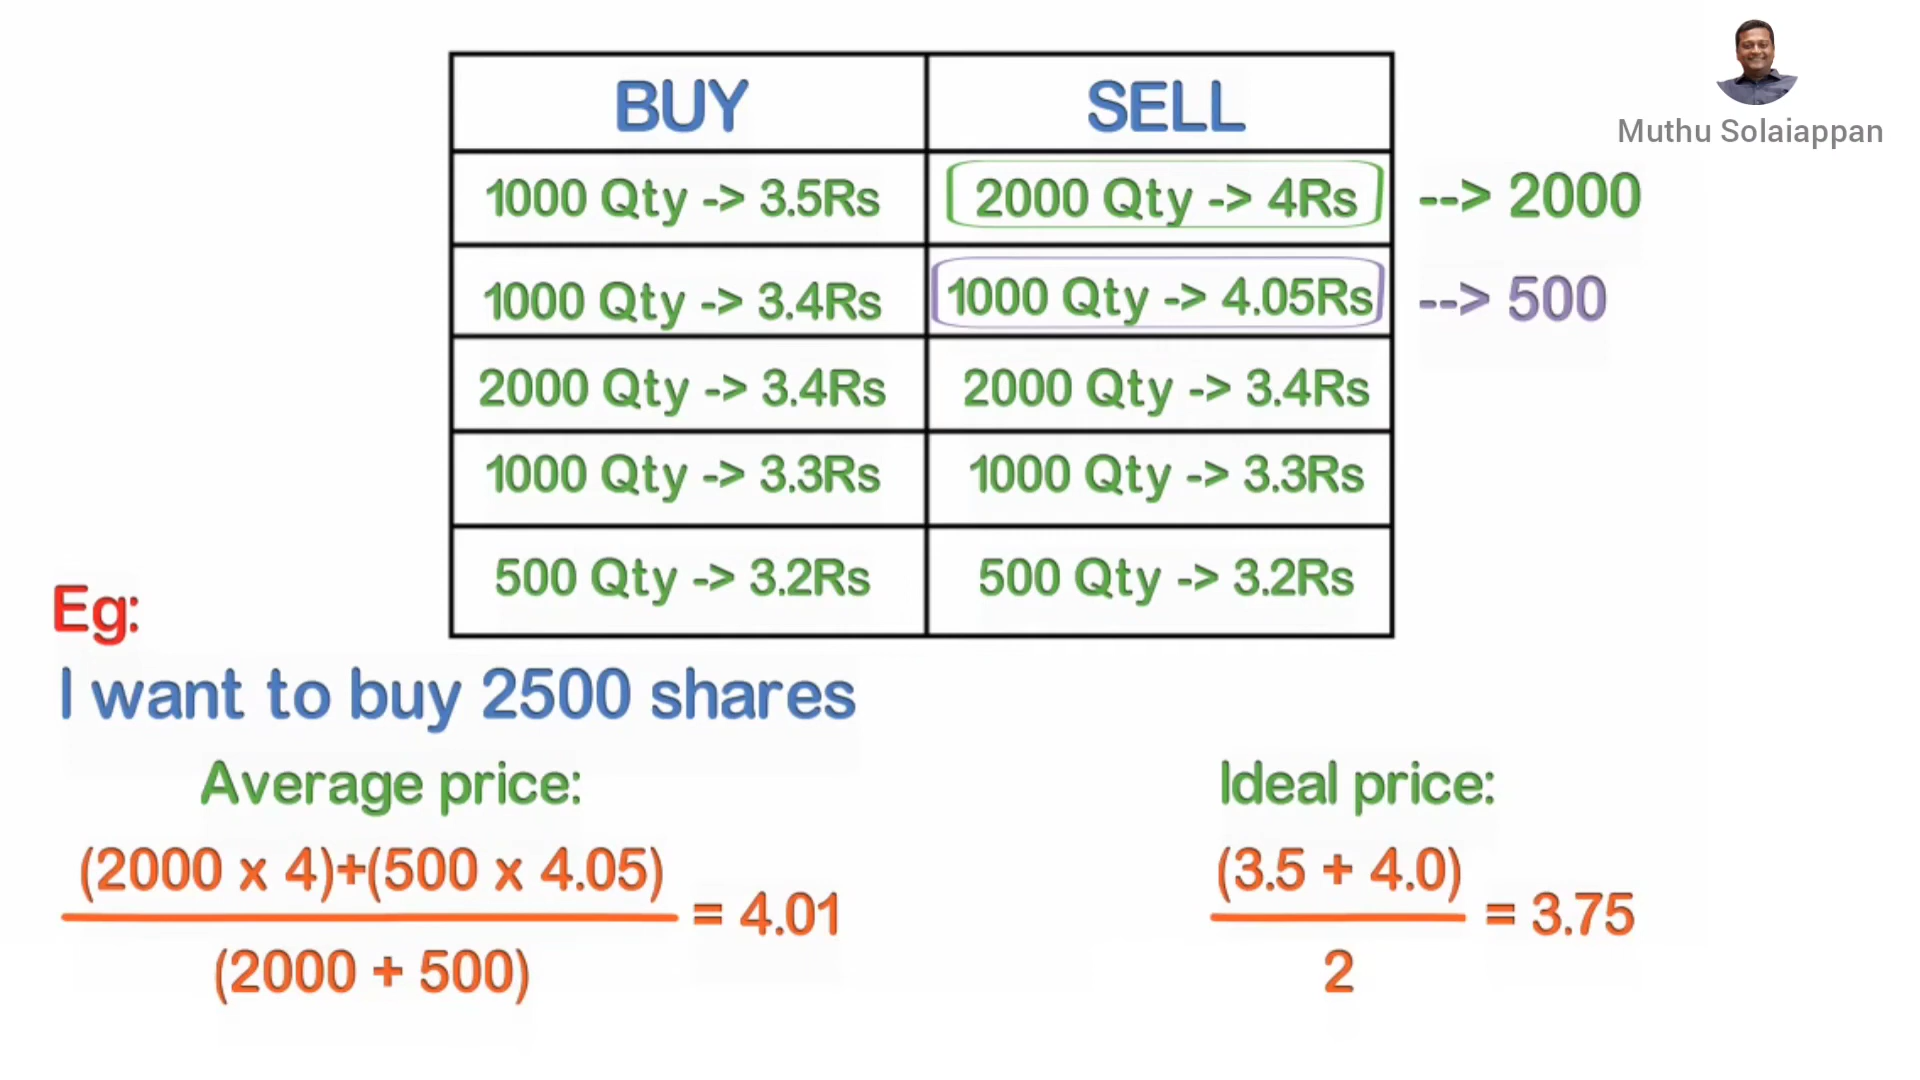 Muthu Solaiappan
BUY SELL
1000 Qty -> 3.5Rs 2000 Qty -> 4Rs --> 2000
1000 Qty -> 3.4Rs 1000 Qty -> 4.05Rs --> 500
2000 Qty -> 3.4Rs 2000 Qty -> 3.4Rs
1000 Qty -> 3.3Rs 1000 Qty -> 3.3Rs
500 Qty -> 3.2Rs 500 Qty -> 3.2Rs
Eg:
I want to buy 2500 shares
Average price:
(2000 x 4)+(500 x 4.05)
(2000 + 500)
= 4.01
Ideal price:
(3.5 + 4.0)
2
= 3.75